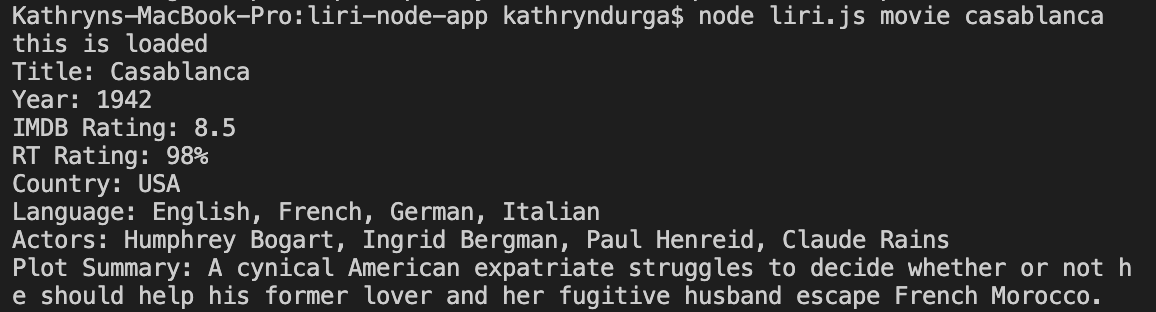 Kathryns-MacBook-Pro:liri-node-app kathryndurga$ node liri.js movie casablanca
this is loaded
Title: Casablanca
Year: 1942
IMDB Rating: 8.5
RT Rating: 98%
Country: USA
Language: English, French, German, Italian
Actors: Humphrey Bogart, Ingrid Bergman, Paul Henreid, Claude Rains
Plot Summary: A cynical American expatriate struggles to decide whether or not h
e should help his former lover and her fugitive husband escape French Morocco.